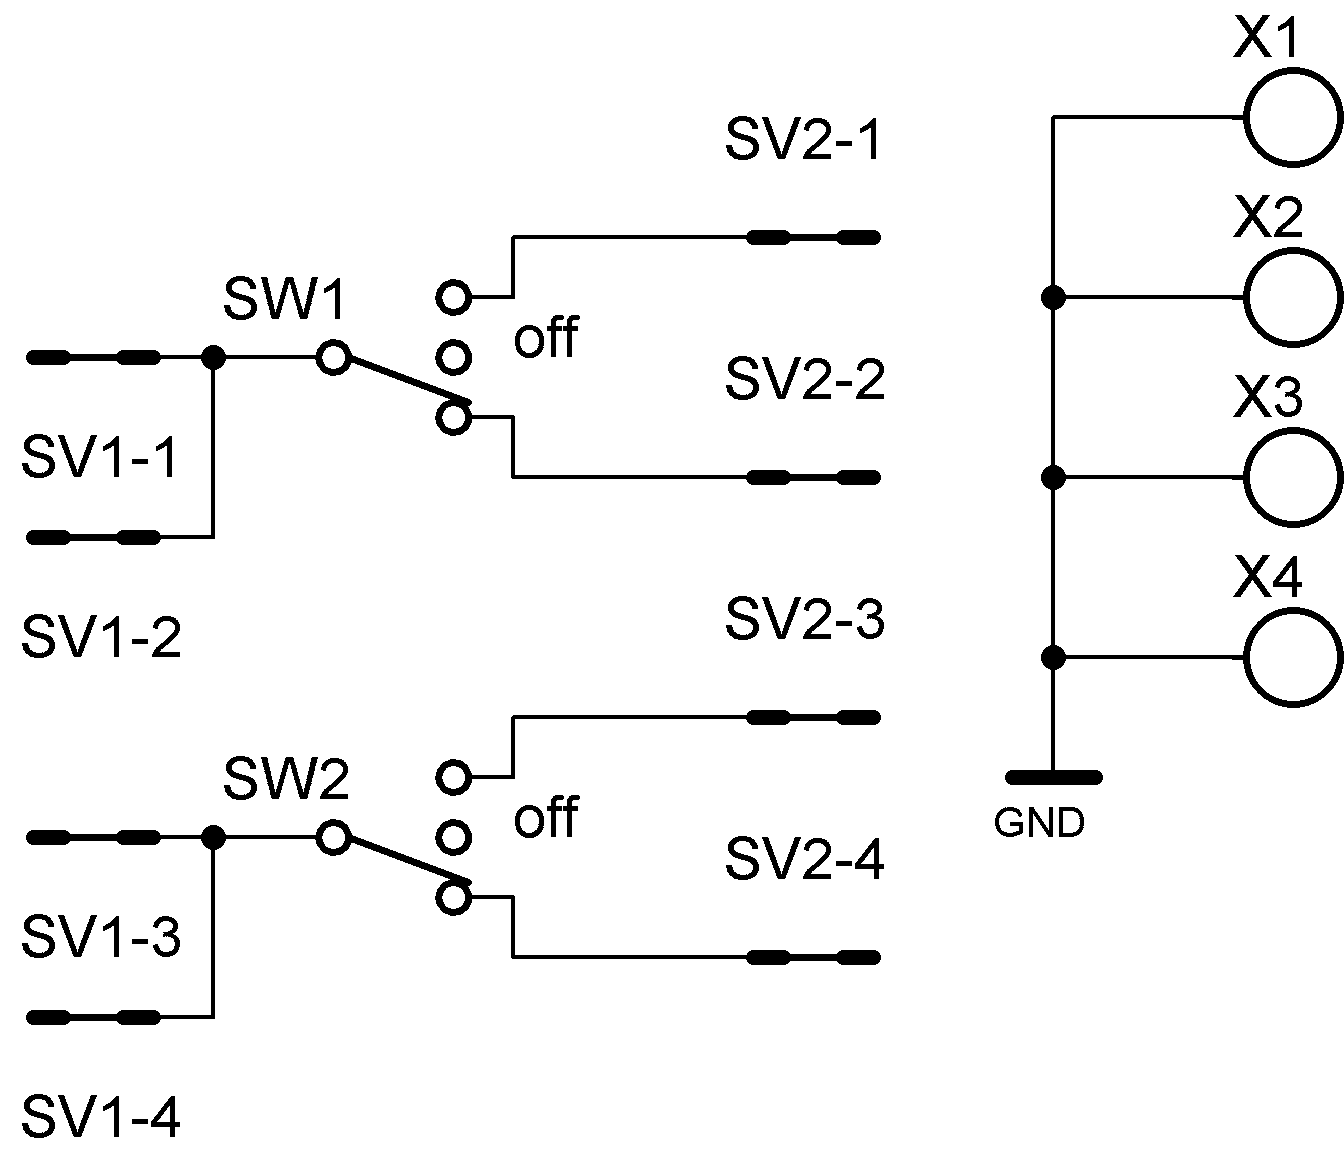 X1
SV2-1
X2
SW1
off
SV2-2
X3
SV1-1
X4
SV2-3
SV1-2
SW2
off
GND
SV2-4
SV1-3
SV1-4